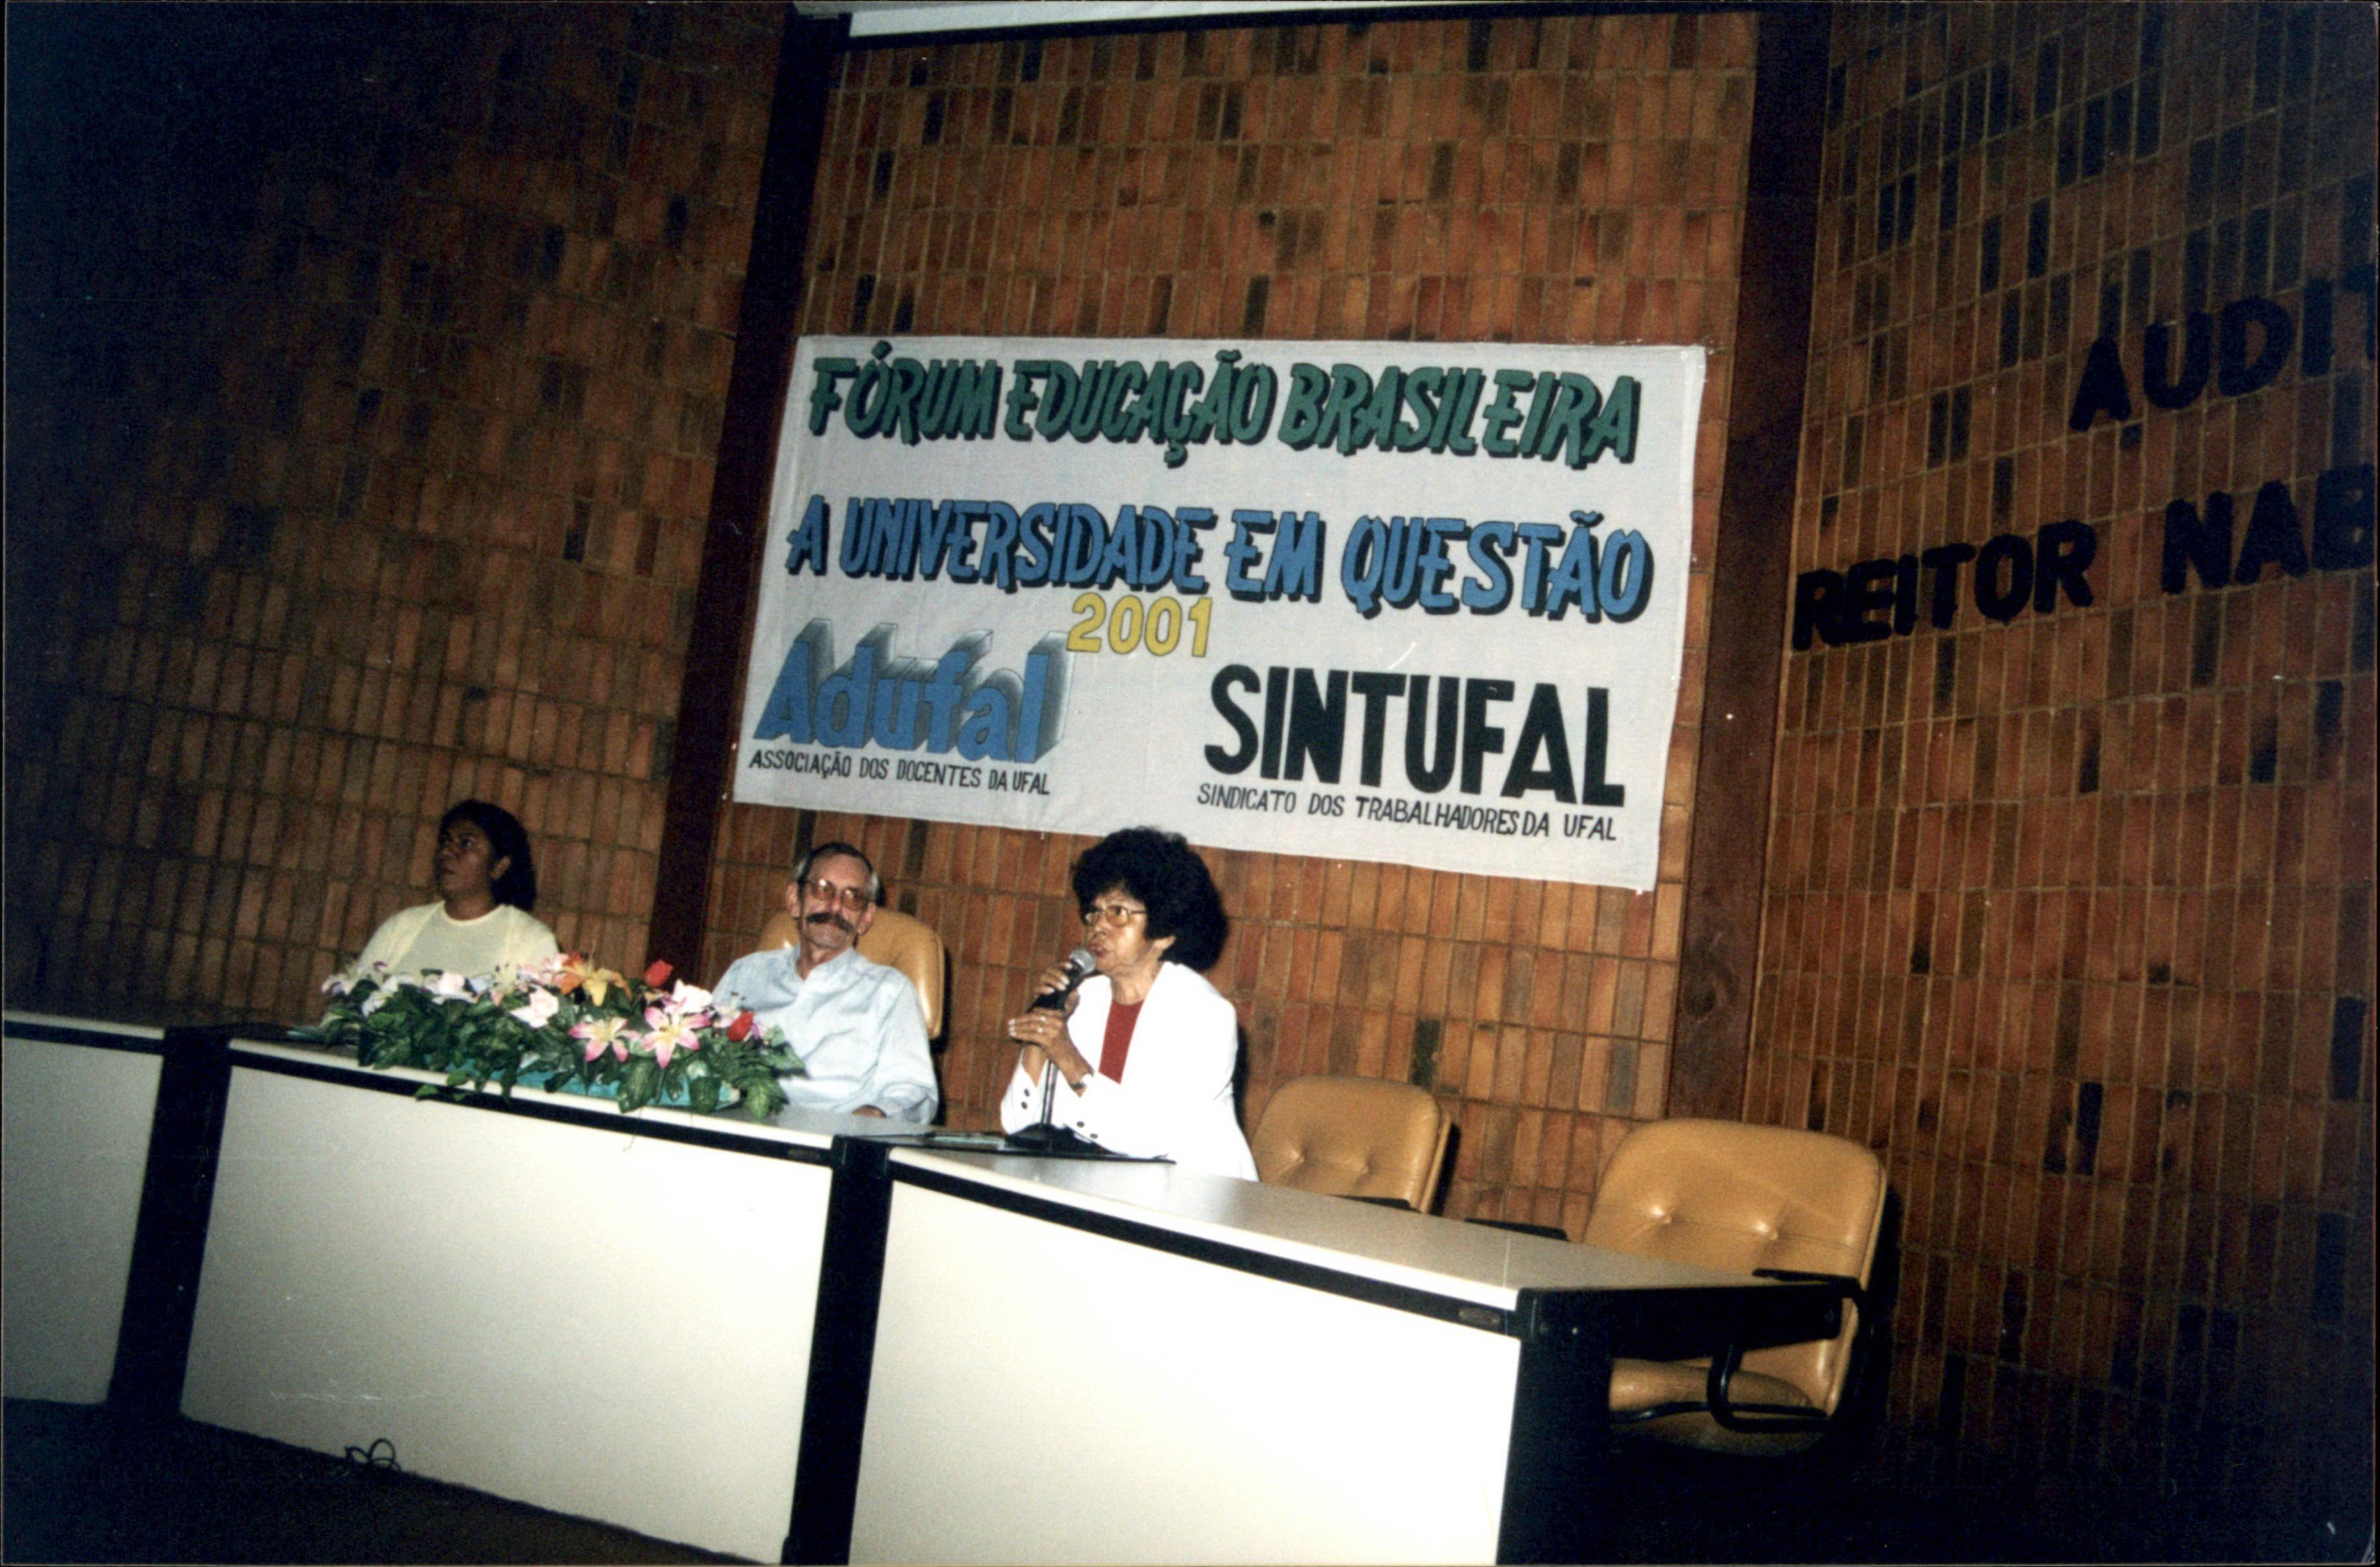 FÓRUM EDUCAÇÃO BRASILEIRA
A UNIVERSIDADE EM QUESTÃO
2001
Adufal
ASSOCIAÇÃO DOS DOCENTES DA UFAL
SINTUFAL
SINDICATO DOS TRABALHADORES DA UFAL
AUDIT
REITOR NAB